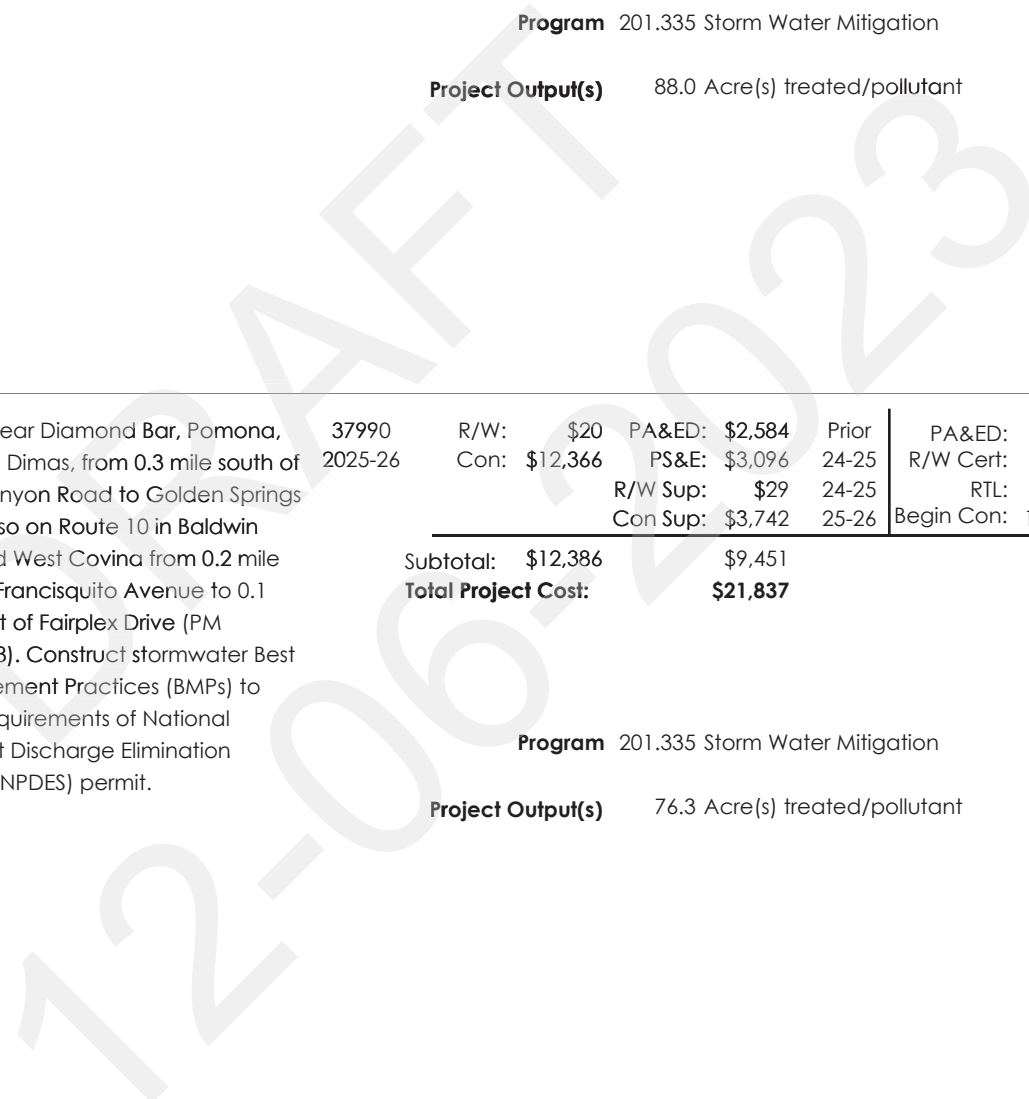 Program 201.335 Storm Water Mitigation
Project Output(s) 88.0 Acre(s) treated/pollutant
Diamond Bar, Pomona, 37990 R/W: $20 PA&ED: $2,584 Prior PA&ED:
Dimas, from 0.3 mile south of 2025-26 Con: $12,366 PS&E: $3,096 24-25 R/W Cert:
Road to Golden Springs R/W Sup: $29 24-25 RTL:
on Route 10 in Baldwin Con Sup: $3,742 25-26 Begin Con:
West Covina from 0.2 mile Subtotal: $12,386 $9,451
Francisquito Avenue to 0.1 Total Project Cost: $21,837
of Fairplex Drive (PM
). Construct stormwater Best
Practices (BMPs) to
of National
Discharge Elimination
NPDES) permit.
Program 201.335 Storm Water Mitigation
Project Output(s) 76.3 Acre(s) treated/pollutant
DRAFT
12-06-2023